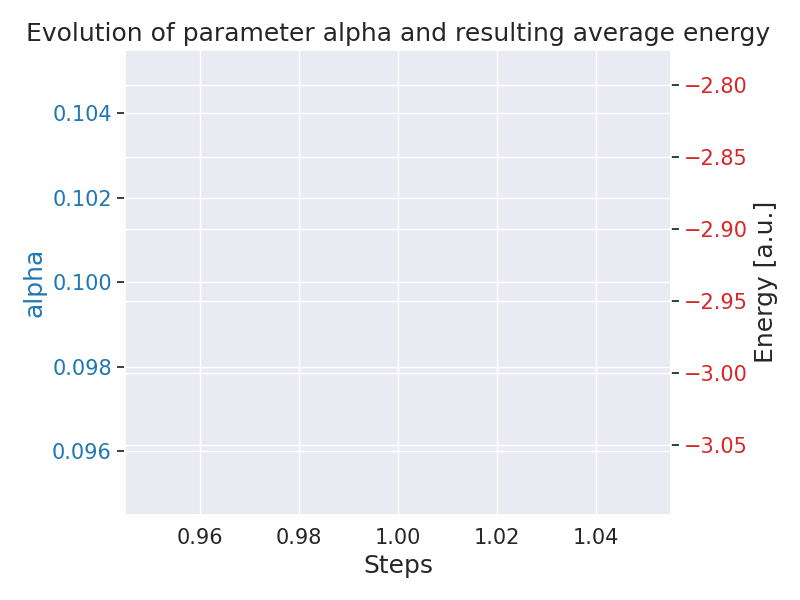 Evolution of parameter alpha and resulting average energy
0.104
0.102
0.100
0.098
0.096
alpha
−2.80
−2.85
−2.90
−2.95
−3.00
−3.05
Energy [a.u.]
0.96 0.98 1.00 1.02 1.04
Steps